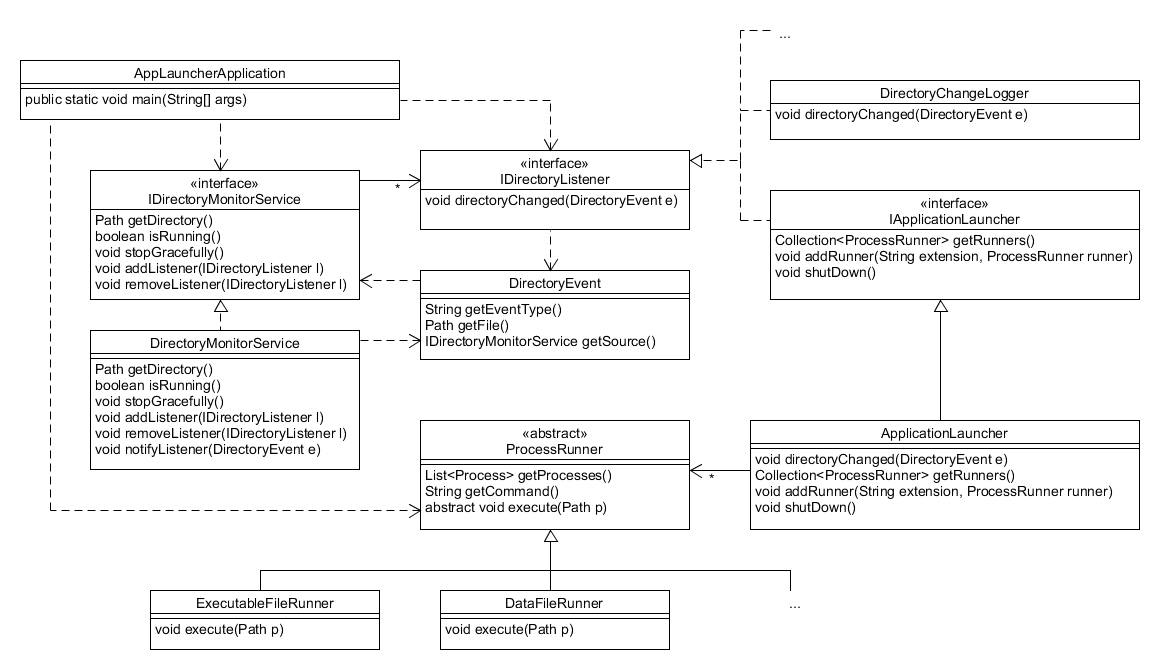 ...
AppLauncherApplication
public static void main(String[] args)
DirectoryChangeLogger
void directoryChanged(DirectoryEvent e)
«interface»
IDirectoryMonitorService
Path getDirectory()
boolean isRunning()
void stopGracefully()
void addListener(IDirectoryListener l)
void removeListener(IDirectoryListener l)
*
«interface»
IDirectoryListener
void directoryChanged(DirectoryEvent e)
«interface»
IApplicationLauncher
Collection<ProcessRunner> getRunners()
void addRunner(String extension, ProcessRunner runner)
void shutDown()
DirectoryEvent
String getEventType()
Path getFile()
IDirectoryMonitorService getSource()
DirectoryMonitorService
Path getDirectory()
boolean isRunning()
void stopGracefully()
void addListener(IDirectoryListener l)
void removeListener(IDirectoryListener l)
void notifyListener(DirectoryEvent e)
«abstract»
ProcessRunner
List<Process> getProcesses()
String getCommand()
abstract void execute(Path p)
*
ApplicationLauncher
void directoryChanged(DirectoryEvent e)
Collection<ProcessRunner> getRunners()
void addRunner(String extension, ProcessRunner runner)
void shutDown()
ExecutableFileRunner
void execute(Path p)
DataFileRunner
void execute(Path p)
...